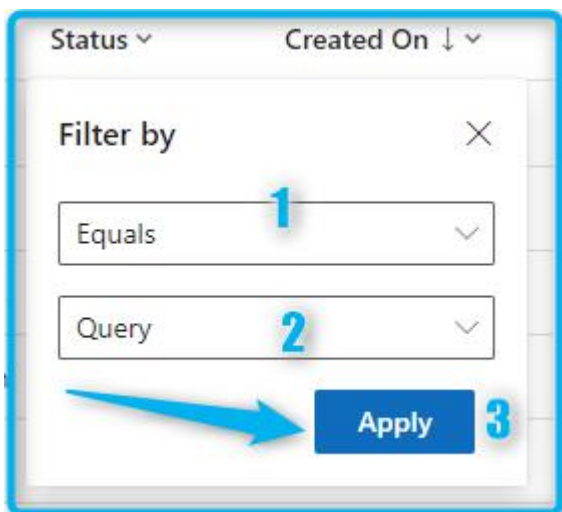 Status Created On ↓
Filter by
1
Equals
Query
2
Apply 3